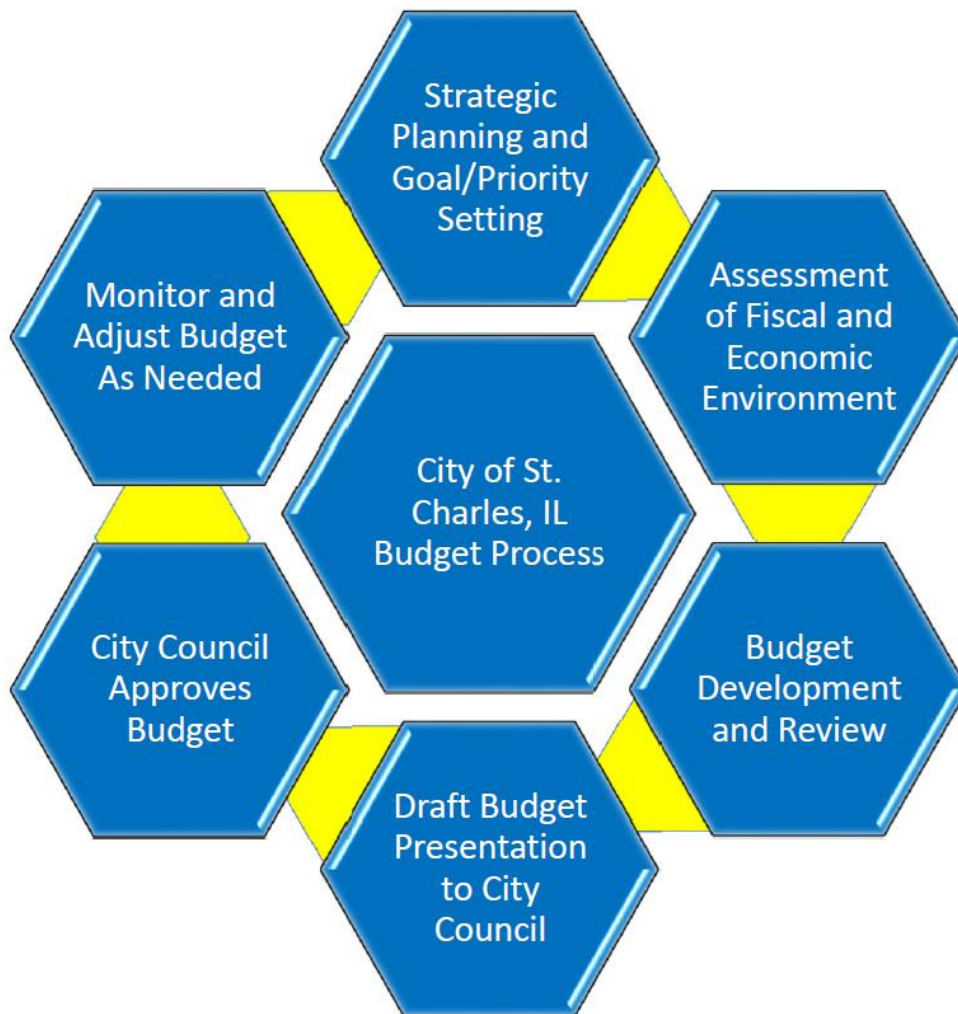 Strategic
Planning and
Goal/Priority
Setting
Assessment
of Fiscal and
Economic
Environment
Budget
Development
and Review
Draft Budget
Presentation
to City
Council
City Council
Approves
Budget
Monitor and
Adjust Budget
As Needed
City of St.
Charles, IL
Budget Process